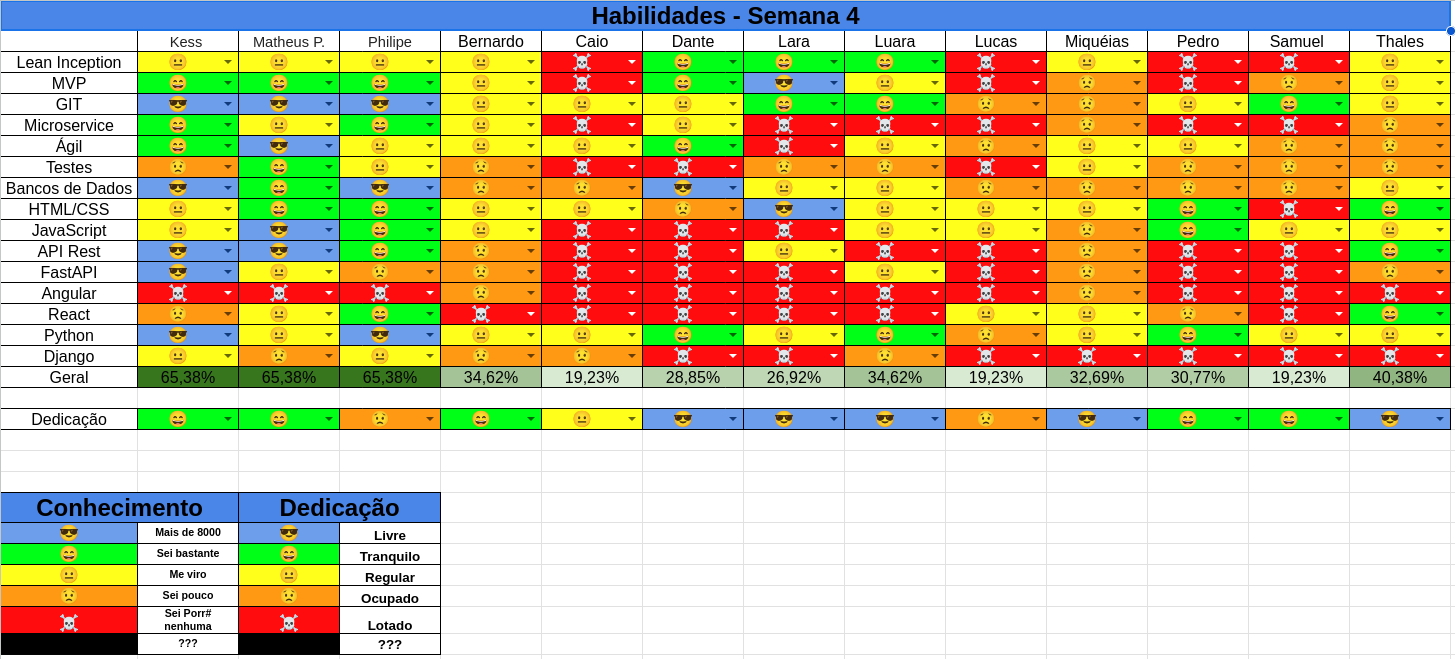 Habilidades - Semana 4
Kess Matheus P. Philipe Bernardo Caio Dante Lara Luara Lucas Miquéias Pedro Samuel Thales
Lean Inception 😐 😐 😐 😐 ☠️ 😄 😄 😄 ☠️ 😐 ☠️ ☠️ 😐
MVP 😄 😄 😄 😐 ☠️ 😄 😎 😐 ☠️ 😟 ☠️ 😟 😐
GIT 😎 😎 😎 😐 😐 😐 😄 😄 😟 😟 😐 😄 😐
Microservice 😄 😐 😄 😐 ☠️ 😐 ☠️ ☠️ ☠️ 😟 ☠️ ☠️ 😟
Ágil 😄 😎 😐 😐 😐 😄 ☠️ 😐 😟 😐 😐 😟 😟
Testes 😟 😄 😐 😟 ☠️ ☠️ 😟 😟 ☠️ 😐 😟 😟 😟
Bancos de Dados 😎 😄 😎 😟 😟 😎 😐 😐 😟 😟 😟 😟 😐
HTML/CSS 😐 😄 😄 😐 😐 😟 😎 😐 😐 😐 😄 ☠️ 😄
JavaScript 😐 😎 😄 😐 ☠️ ☠️ ☠️ 😐 😐 😟 😄 😐 😐
API Rest 😎 😎 😄 😟 ☠️ ☠️ 😐 ☠️ ☠️ 😟 ☠️ ☠️ 😄
FastAPI 😎 😐 😟 😟 ☠️ ☠️ ☠️ 😐 ☠️ 😟 ☠️ ☠️ 😟
Angular ☠️ ☠️ ☠️ 😟 ☠️ ☠️ ☠️ ☠️ ☠️ 😟 ☠️ ☠️ ☠️
React 😟 😐 😄 ☠️ ☠️ ☠️ ☠️ ☠️ 😐 😐 😟 ☠️ 😄
Python 😎 😐 😎 😐 😐 😄 😐 😄 😟 😐 😄 😐 😐
Django 😐 😟 😐 😟 😟 ☠️ ☠️ 😟 ☠️ ☠️ ☠️ ☠️ ☠️
Geral 65,38% 65,38% 65,38% 34,62% 19,23% 28,85% 26,92% 34,62% 19,23% 32,69% 30,77% 19,23% 40,38%
Dedicação 😄 😄 😟 😄 😐 😎 😎 😎 😟 😎 😄 😄 😎
Conhecimento Dedicação
😎 Mais de 8000 😎 Livre
😄 Sei bastante 😄 Tranquilo
😐 Me viro 😐 Regular
😟 Sei pouco 😟 Ocupado
☠️ Sei Porr#
nenhuma ☠️ Lotado
??? ???